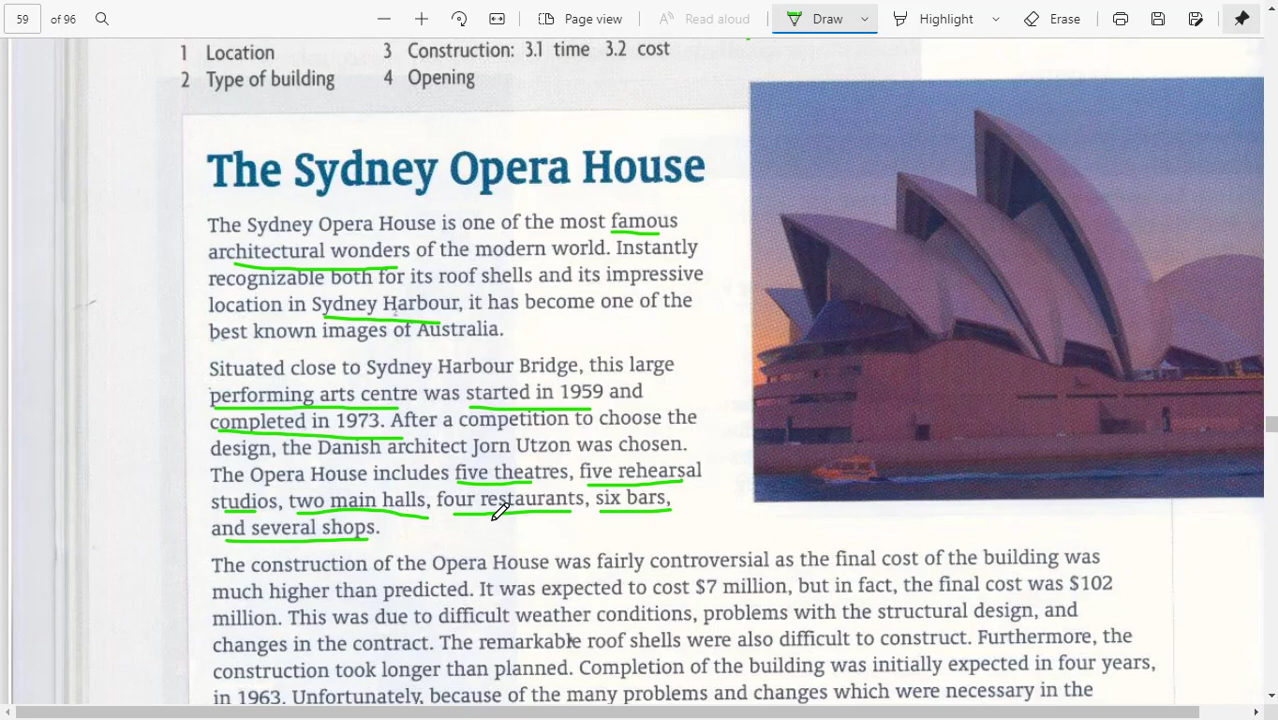 59 of 96 Page view Read aloud Draw Highlight Erase
1 Location 3 Construction: 3.1 time 3.2 cost
2 Type of building 4 Opening
The Sydney Opera House
The Sydney Opera House is one of the most famous
architectural wonders of the modern world. Instantly
recognizable both for its roof shells and its impressive
location in Sydney Harbour, it has become one of the
best known images of Australia.
Situated close to Sydney Harbour Bridge, this large
performing arts centre was started in 1959 and
completed in 1973. After a competition to choose the
design, the Danish architect Jorn Utzon was chosen.
The Opera House includes five theatres, five rehearsal
studios, two main halls, four restaurants, six bars,
and several shops.
The construction of the Opera House was fairly controversial as the final cost of the building was
much higher than predicted. It was expected to cost $7 million, but in fact, the final cost was $102
million. This was due to difficult weather conditions, problems with the structural design, and
changes in the contract. The remarkable roof shells were also difficult to construct. Furthermore, the
construction took longer than planned. Completion of the building was initially expected in four years,
in 1963. Unfortunately, because of the many problems and changes which were necessary in the